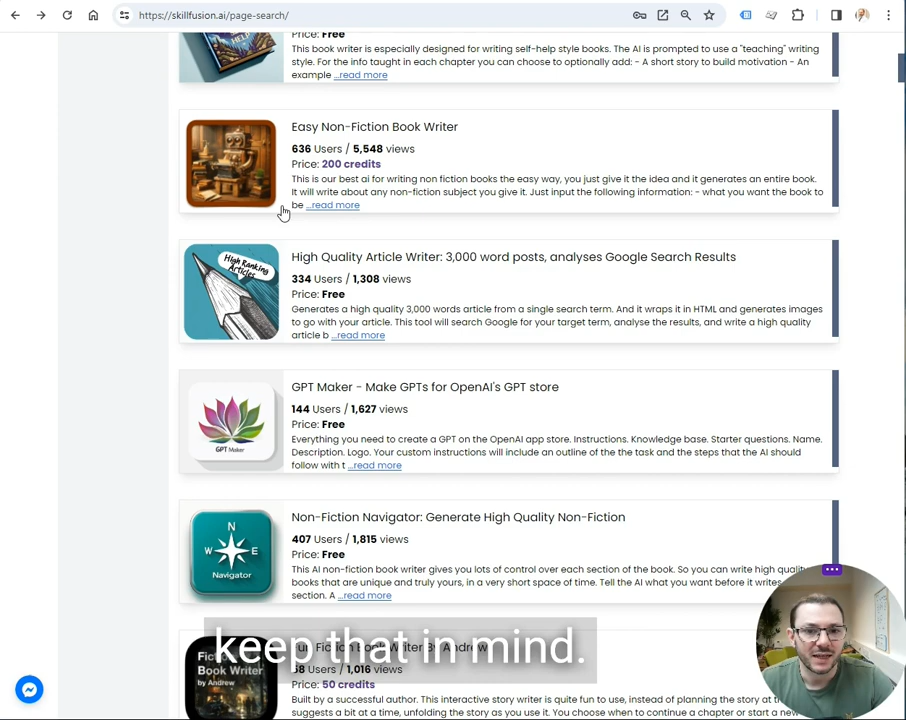 https://skillfusion.ai/page-search/
HELP
Price: Free
This book writer is especially designed for writing self-help style books. The AI is prompted to use a "teaching" writing
style. For the info taught in each chapter you can choose to optionally add: - A short story to build motivation - An
example ...read more
Easy Non-Fiction Book Writer
636 Users / 5,548 views
Price: 200 credits
This is our best ai for writing non fiction books the easy way, you just give it the idea and it generates an entire book.
It will write about any non-fiction subject you give it. Just input the following information: - what you want the book to
be ...read more
High Ranking
Articles
High Quality Article Writer: 3,000 word posts, analyses Google Search Results
334 Users / 1,308 views
Price: Free
Generates a high quality 3,000 words article from a single search term. And it wraps it in HTML and generates images
to go with your article. This tool will search Google for your target term, analyse the results, and write a high quality
article b ...read more
GPT Maker
GPT Maker - Make GPTs for OpenAI's GPT store
144 Users / 1,627 views
Price: Free
Everything you need to create a GPT on the OpenAI app store. Instructions. Knowledge base. Starter questions. Name.
Description. Logo. Your custom instructions will include an outline of the the task and the steps that the AI should
follow with t ...read more
N
W E
S
Navigator
Non-Fiction Navigator: Generate High Quality Non-Fiction
407 Users / 1,815 views
Price: Free
This AI non-fiction book writer gives you lots of control over each section of the book. So you can write high quality
books that are unique and truly yours, in a very short space of time. Tell the AI what you want before it writes
section. A ...read more
keep that in mind.
Book Writer
by Andrew
Fiction Book Writer By Andrew
58 Users / 1,016 views
Price: 50 credits
Built by a successful author. This interactive story writer is quite fun to use, instead of planning the story at
suggests a bit at a time, unfolding the story as you use it. You choose when to continue a chapter or start a new